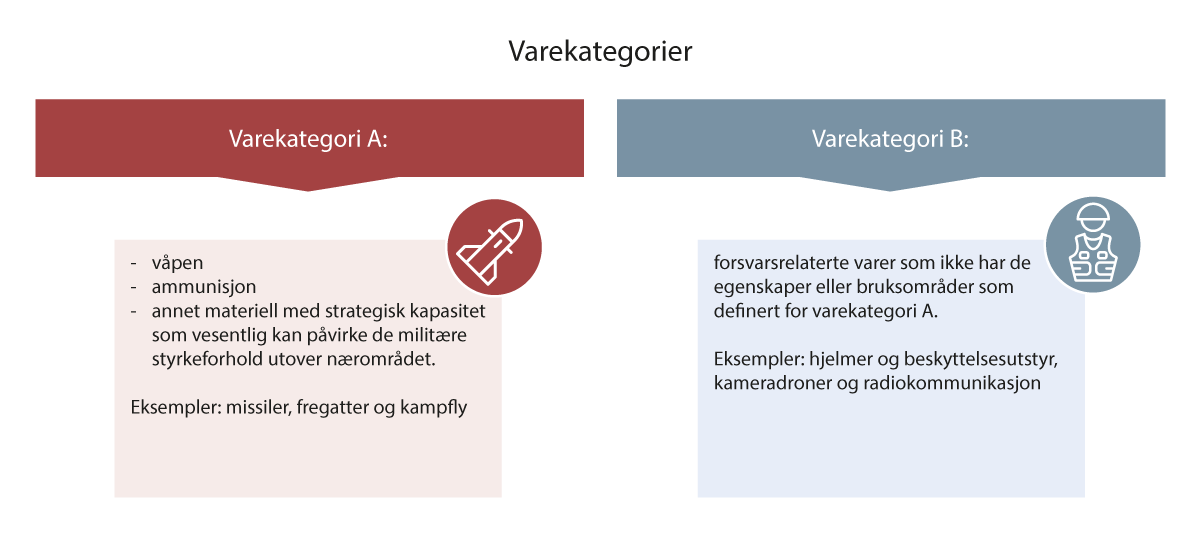 Varekategorier
Varekategori A:
- våpen
- ammunisjon
- annet materiell med strategisk kapasitet
som vesentlig kan påvirke de militære
styrkeforhold utover nærområdet.
Eksempler: missiler, fregatter og kampfly
Varekategori B:
forsvarsrelaterte varer som ikke har de
egenskaper eller bruksområder som
definert for varekategori A.
Eksempler: hjelmer og beskyttelsesutstyr,
kameradroner og radiokommunikasjon